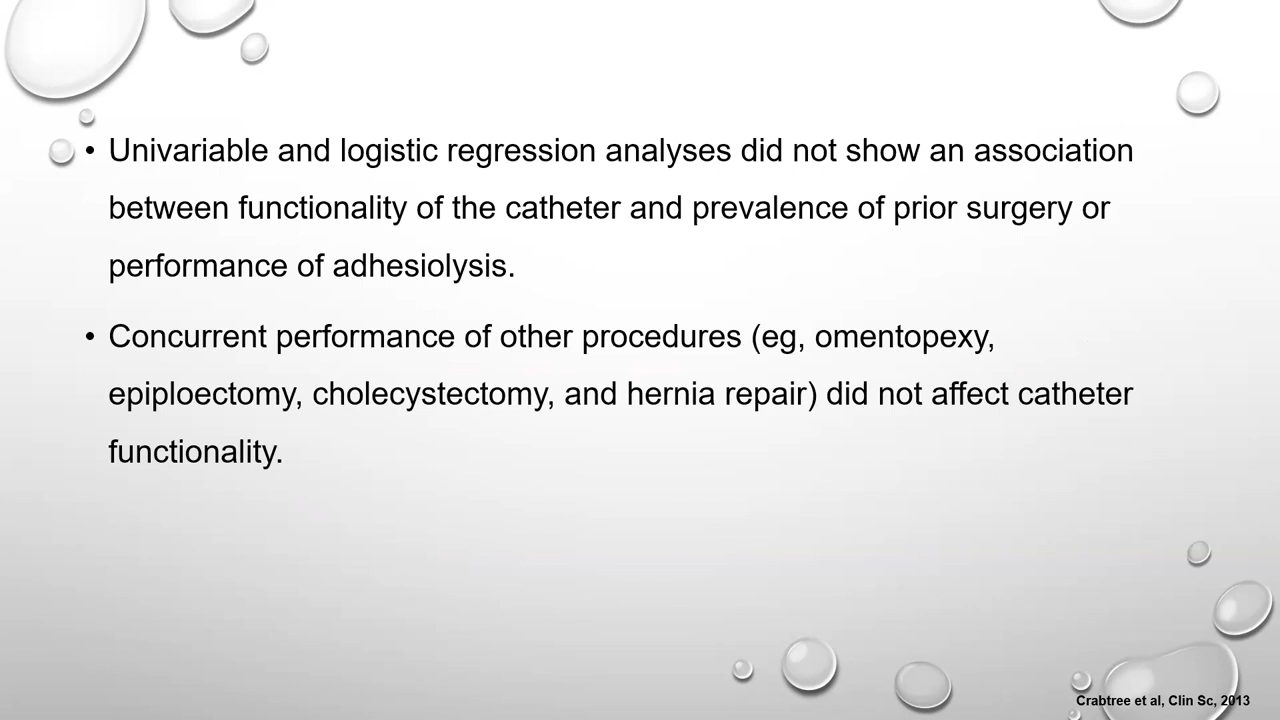 • Univariable and logistic regression analyses did not show an association
between functionality of the catheter and prevalence of prior surgery or
performance of adhesiolysis.
• Concurrent performance of other procedures (eg, omentopexy,
epiploectomy, cholecystectomy, and hernia repair) did not affect catheter
functionality.
Crabtree et al, Clin Sc, 2013